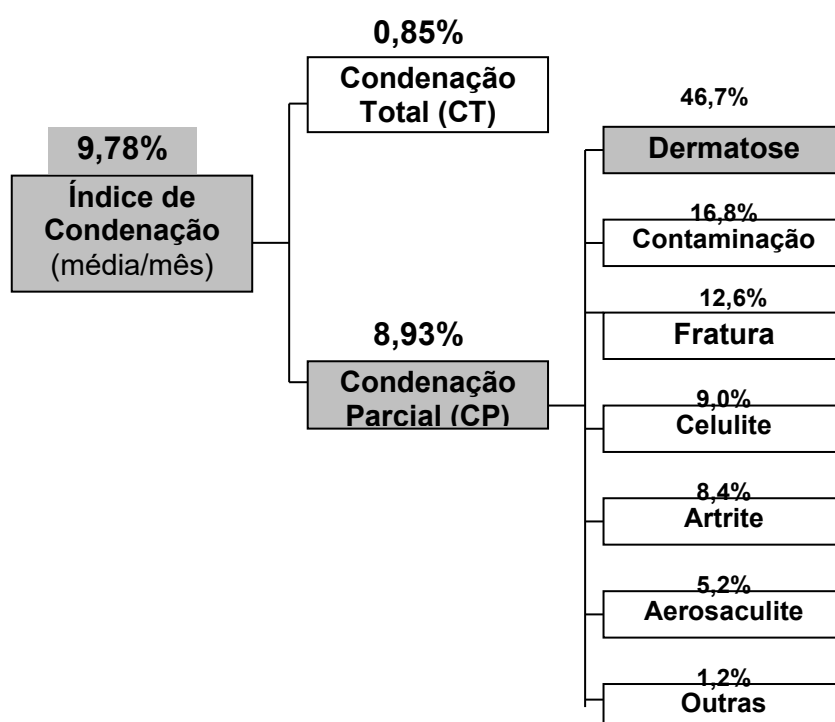 0,85%
Condenação
Total (CT)
9,78%
Índice de
Condenação
(média/mês)
8,93%
Condenação
Parcial (CP)
46,7%
Dermatose
16,8%
Contaminação
12,6%
Fratura
9,0%
Celulite
8,4%
Artrite
5,2%
Aerosaculite
1,2%
Outras